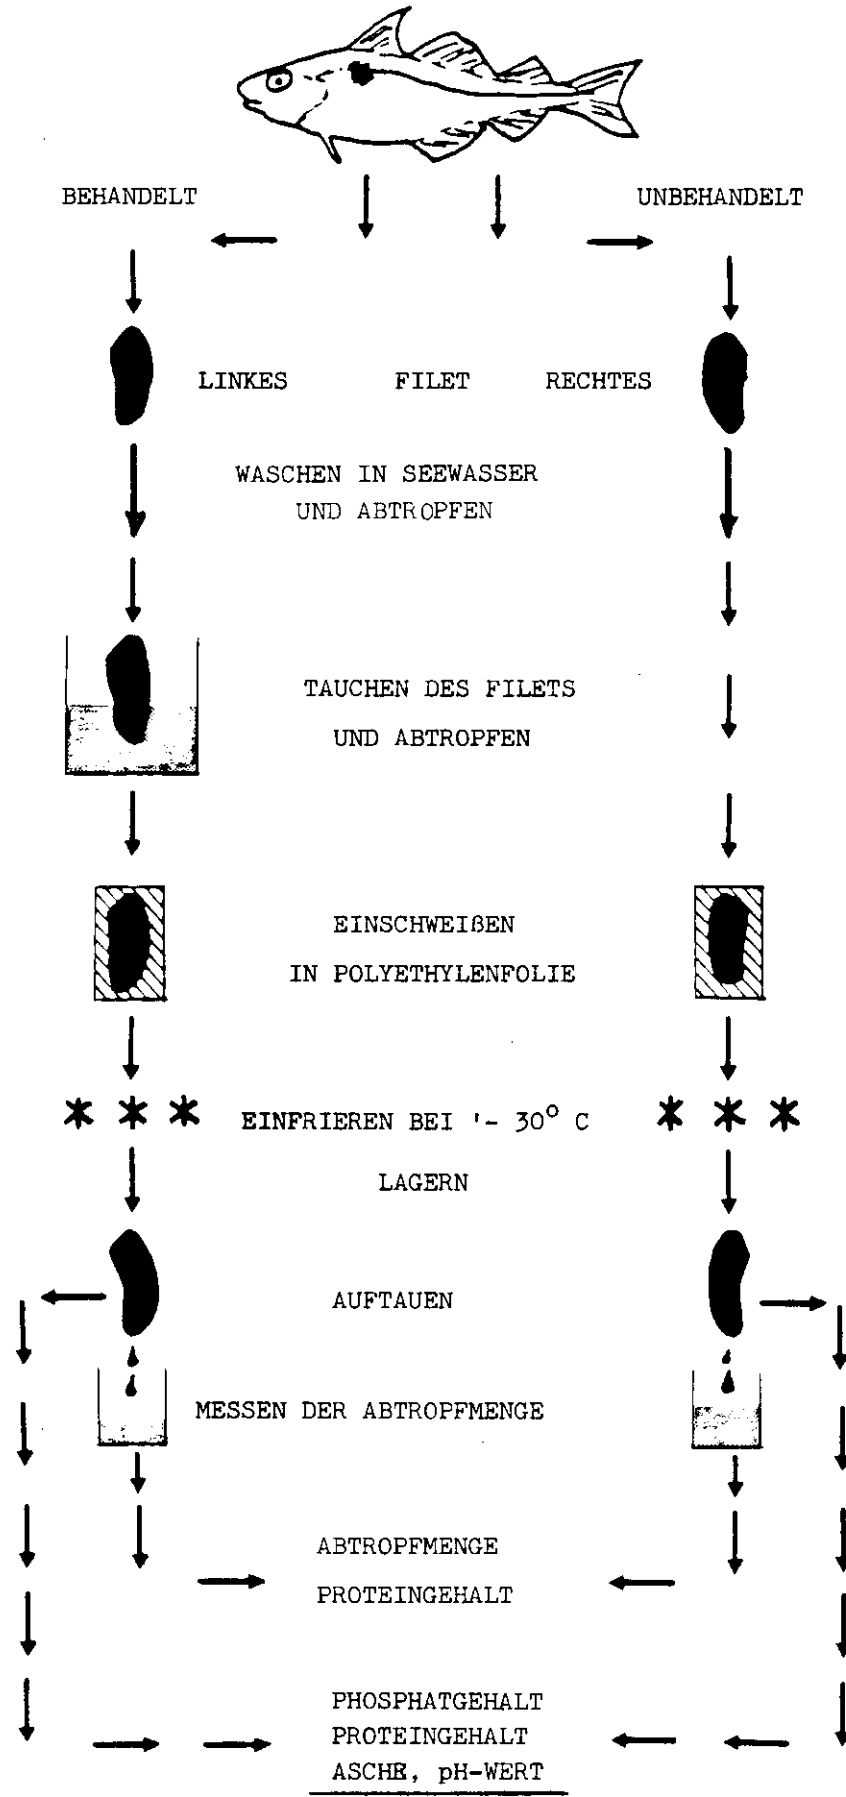 BEHANDELT
UNBEHANDELT
LINKES FILET RECHTES
WASCHEN IN SEEWASSER
UND ABTROPFEN
TAUCHEN DES FILETS
UND ABTROPFEN
EINSCHWEIßEN
IN POLYETHYLENFOLIE
EINFRIEREN BEI '- 30° C
LAGERN
AUFTAUEN
MESSEN DER ABTROPFMENGE
ABTROPFMENGE
PROTEINGEHALT
PHOSPHATGEHALT
PROTEINGEHALT
ASCHE, pH-WERT